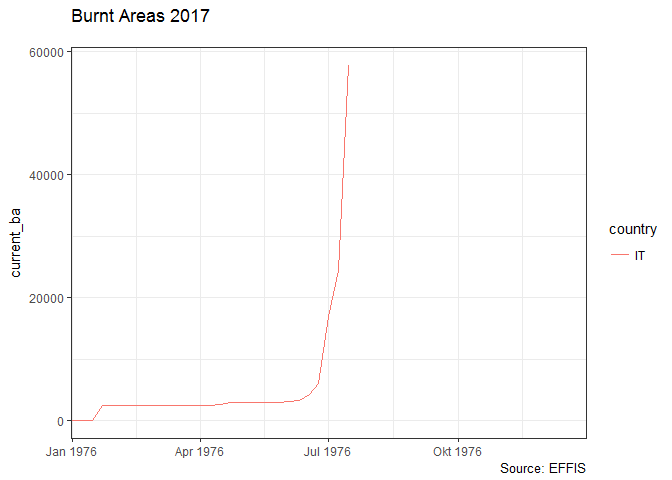 Burnt Areas 2017
60000
40000
20000
0
current_ba
Jan 1976
Apr 1976
Jul 1976
Okt 1976
country
IT
Source: EFFIS